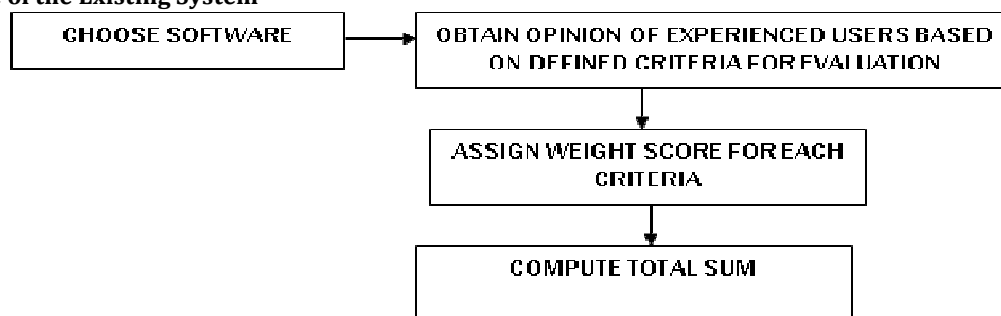 of the Existing System
CHOOSE SOFTWARE
OBTAIN OPINION OF EXPERIENCED USERS BASED
ON DEFINED CRITERIA FOR EVALUATION
ASSIGN WEIGHT SCORE FOR EACH
CRITERIA
COMPUTE TOTAL SUM